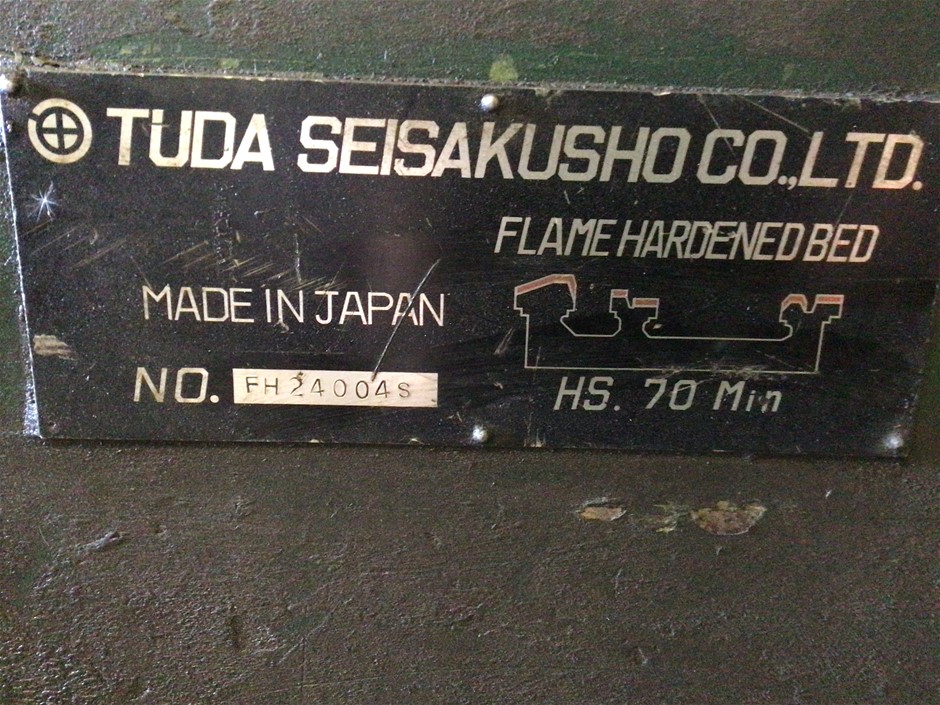 TUDA SEISAKUSHO CO.,LTD.
FLAME HARDENED BED
MADE IN JAPAN
NO. FH24004S
HS. 70 Min